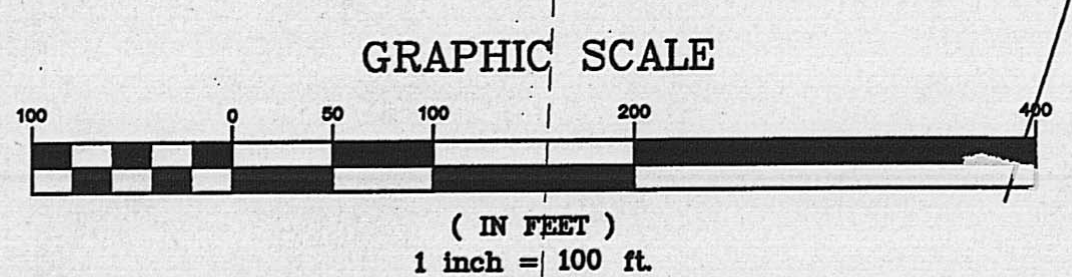 GRAPHIC SCALE
100 0 50 100 200 400
( IN FEET )
1 inch = 100 ft.